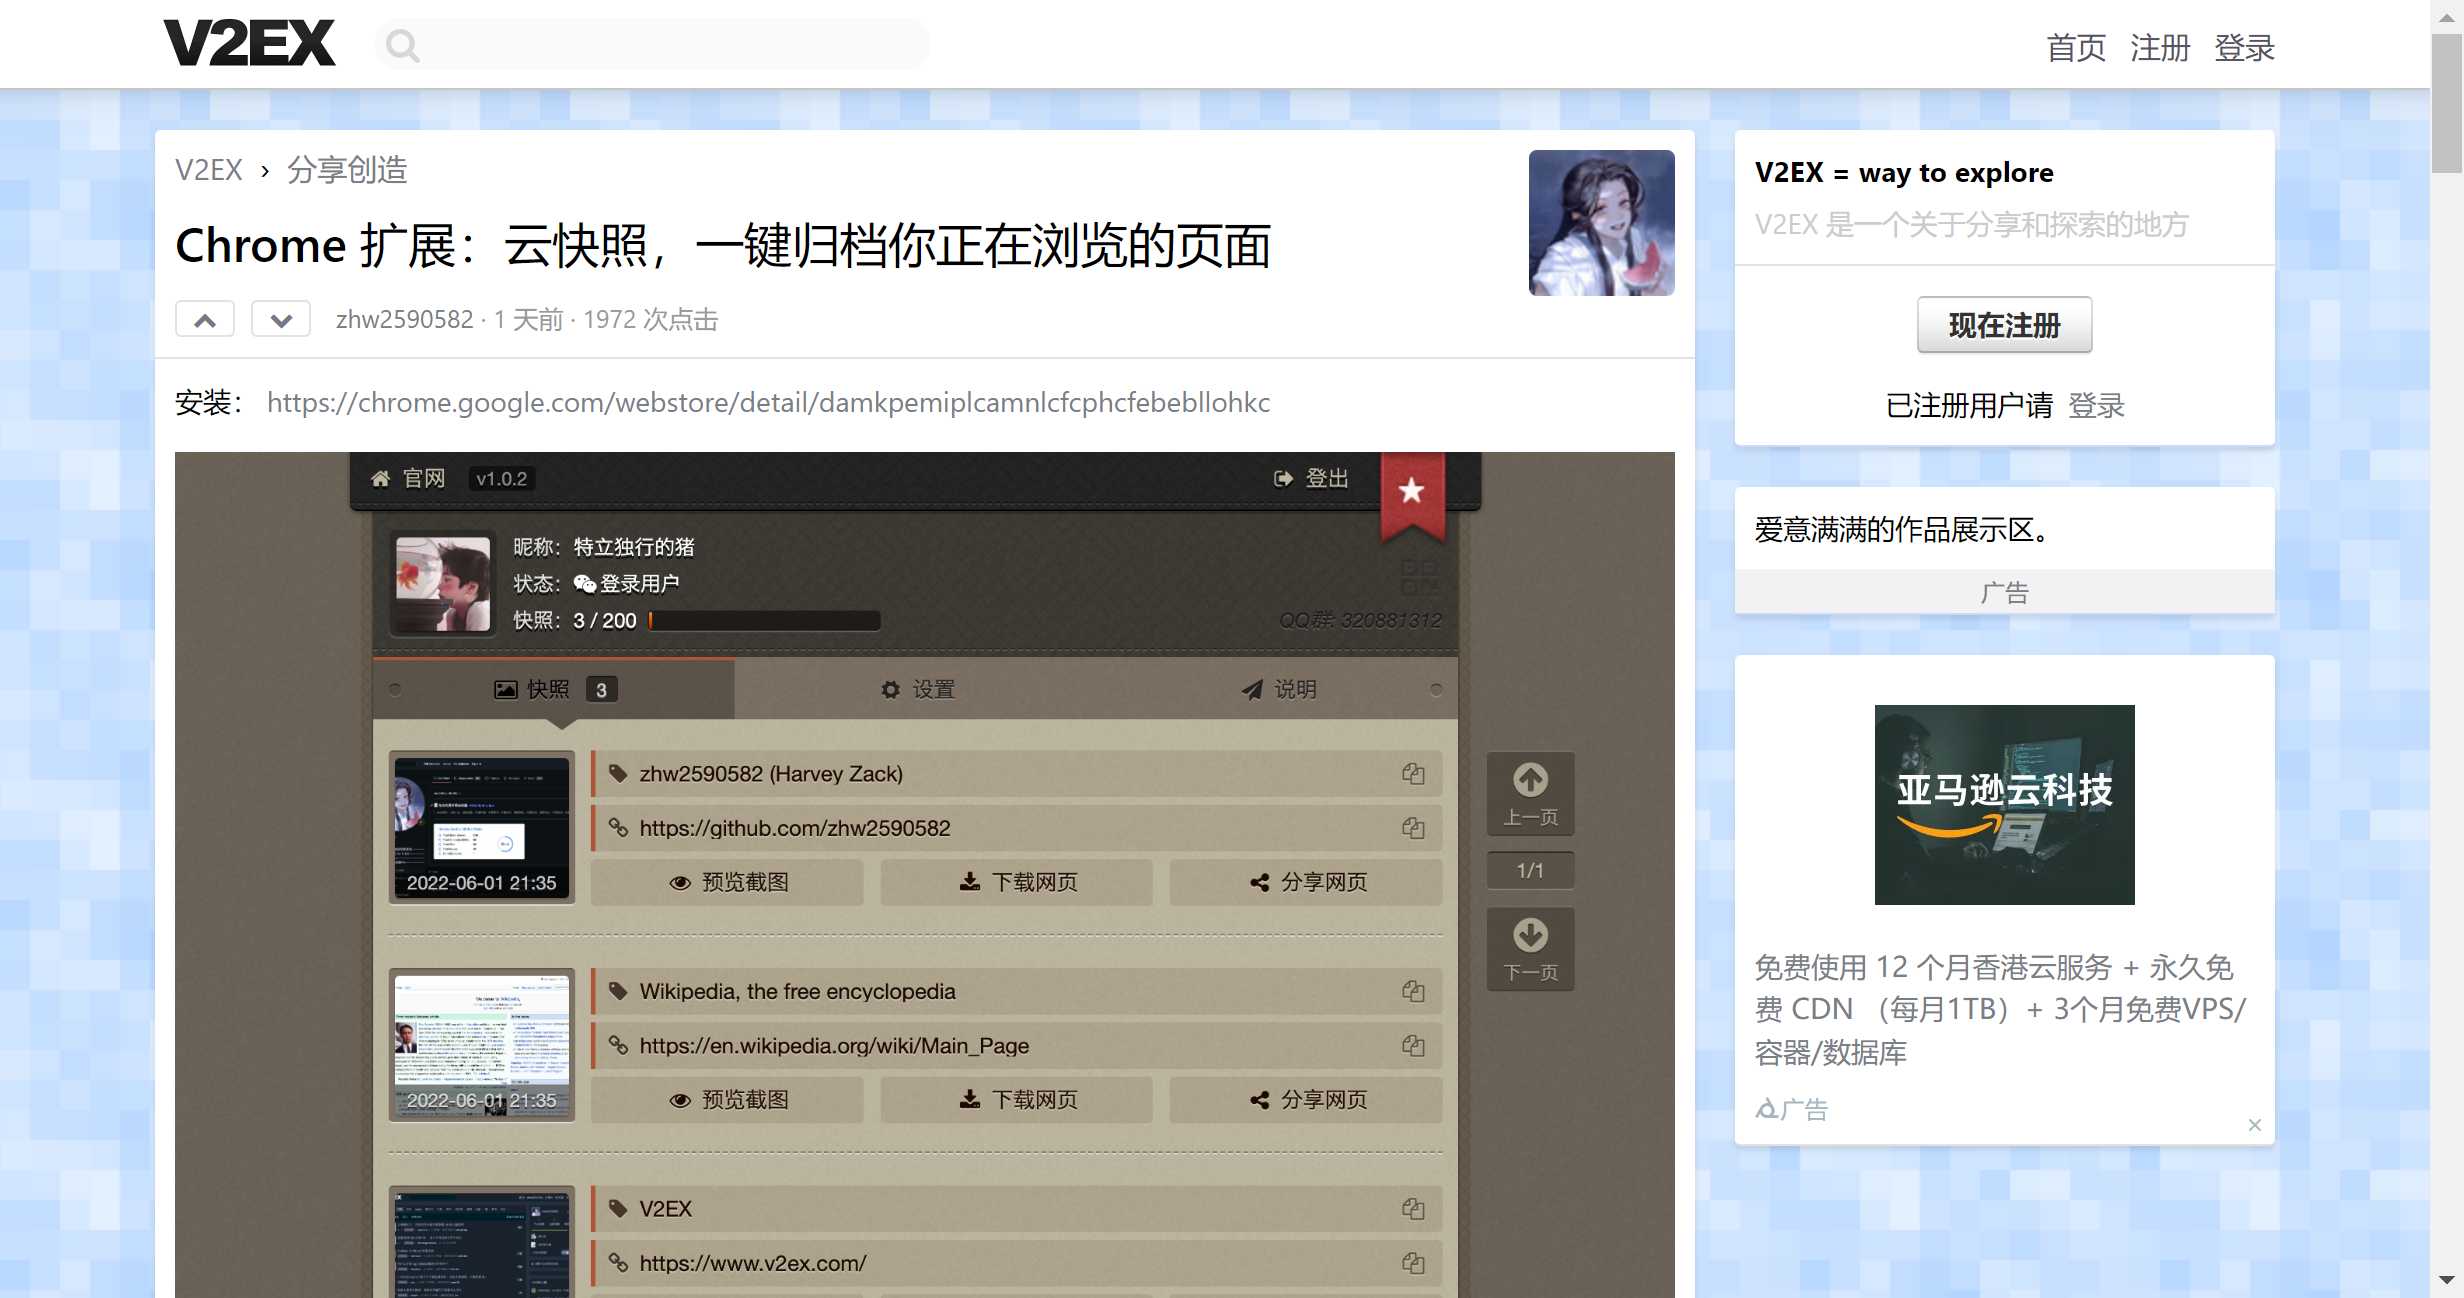 V2EX
首页 注册 登录
V2EX › 分享创造
Chrome 扩展：云快照，一键归档你正在浏览的页面
zhw2590582 · 1 天前 · 1972 次点击
安装： https://chrome.google.com/webstore/detail/damkpemiplcamnlcfcphcfebebllohkc
官网 v1.0.2 登出
昵称：特立独行的猪
状态：登录用户
快照：3 / 200
QQ群: 320881312
快照 3 设置 说明
zhw2590582 (Harvey Zack)
https://github.com/zhw2590582
预览截图 下载网页 分享网页
2022-06-01 21:35
Wikipedia, the free encyclopedia
https://en.wikipedia.org/wiki/Main_Page
预览截图 下载网页 分享网页
2022-06-01 21:35
V2EX
https://www.v2ex.com/
上一页
1/1
下一页
V2EX = way to explore
V2EX 是一个关于分享和探索的地方
现在注册
已注册用户请 登录
爱意满满的作品展示区。
广告
亚马逊云科技
免费使用 12 个月香港云服务 + 永久免
费 CDN （每月1TB）+ 3个月免费VPS/
容器/数据库
广告